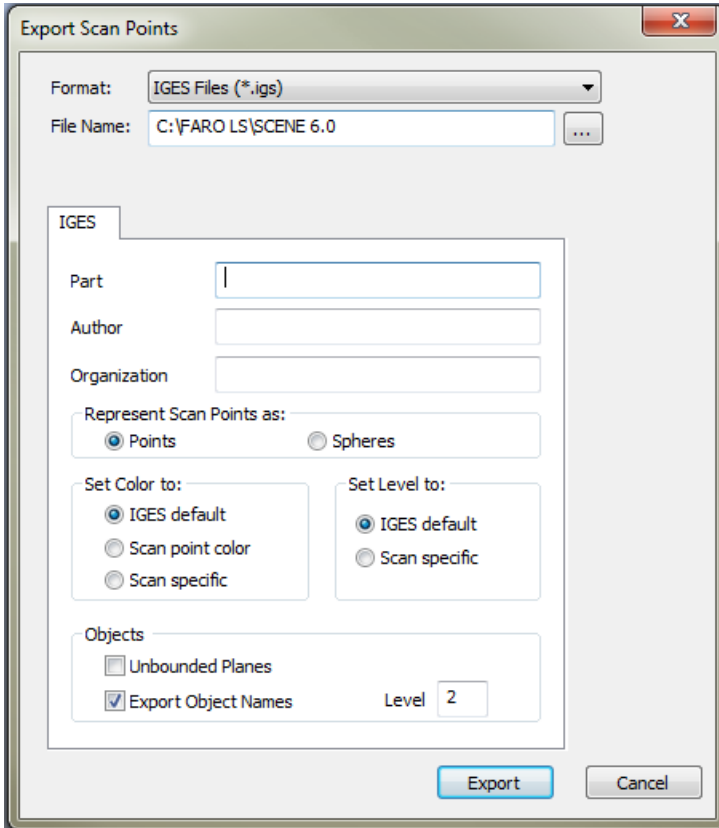 Export Scan Points
Format: IGES Files (*.igs)
File Name: C:\FARO LS\SCENE 6.0 ...
IGES
Part
Author
Organization
Represent Scan Points as:
Points Spheres
Set Color to: Set Level to:
IGES default IGES default
Scan point color Scan specific
Scan specific
Objects
Unbounded Planes
Export Object Names Level 2
Export Cancel